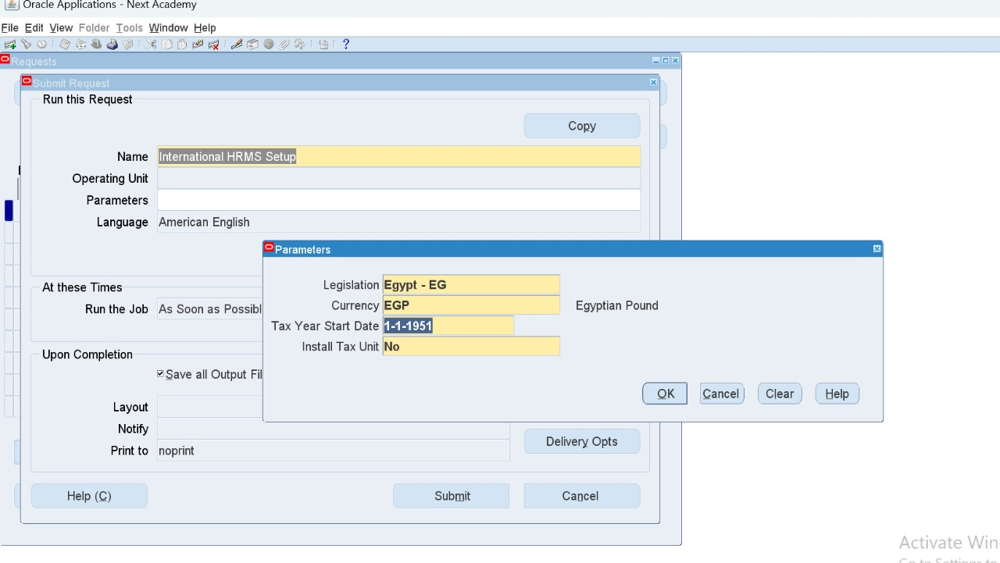 Oracle Applications - Next Academy
File Edit View Folder Tools Window Help
Requests
Submit Request
Run this Request
Copy
Name International HRMS Setup
Operating Unit
Parameters
Language American English
Parameters
Legislation Egypt - EG
Currency EGP Egyptian Pound
Tax Year Start Date 1-1-1951
Install Tax Unit No
OK Cancel Clear Help
At these Times
Run the Job As Soon as Possibl
Upon Completion
Save all Output Fil
Layout
Notify
Print to noprint
Delivery Opts
Help (C) Submit Cancel
Activate Win